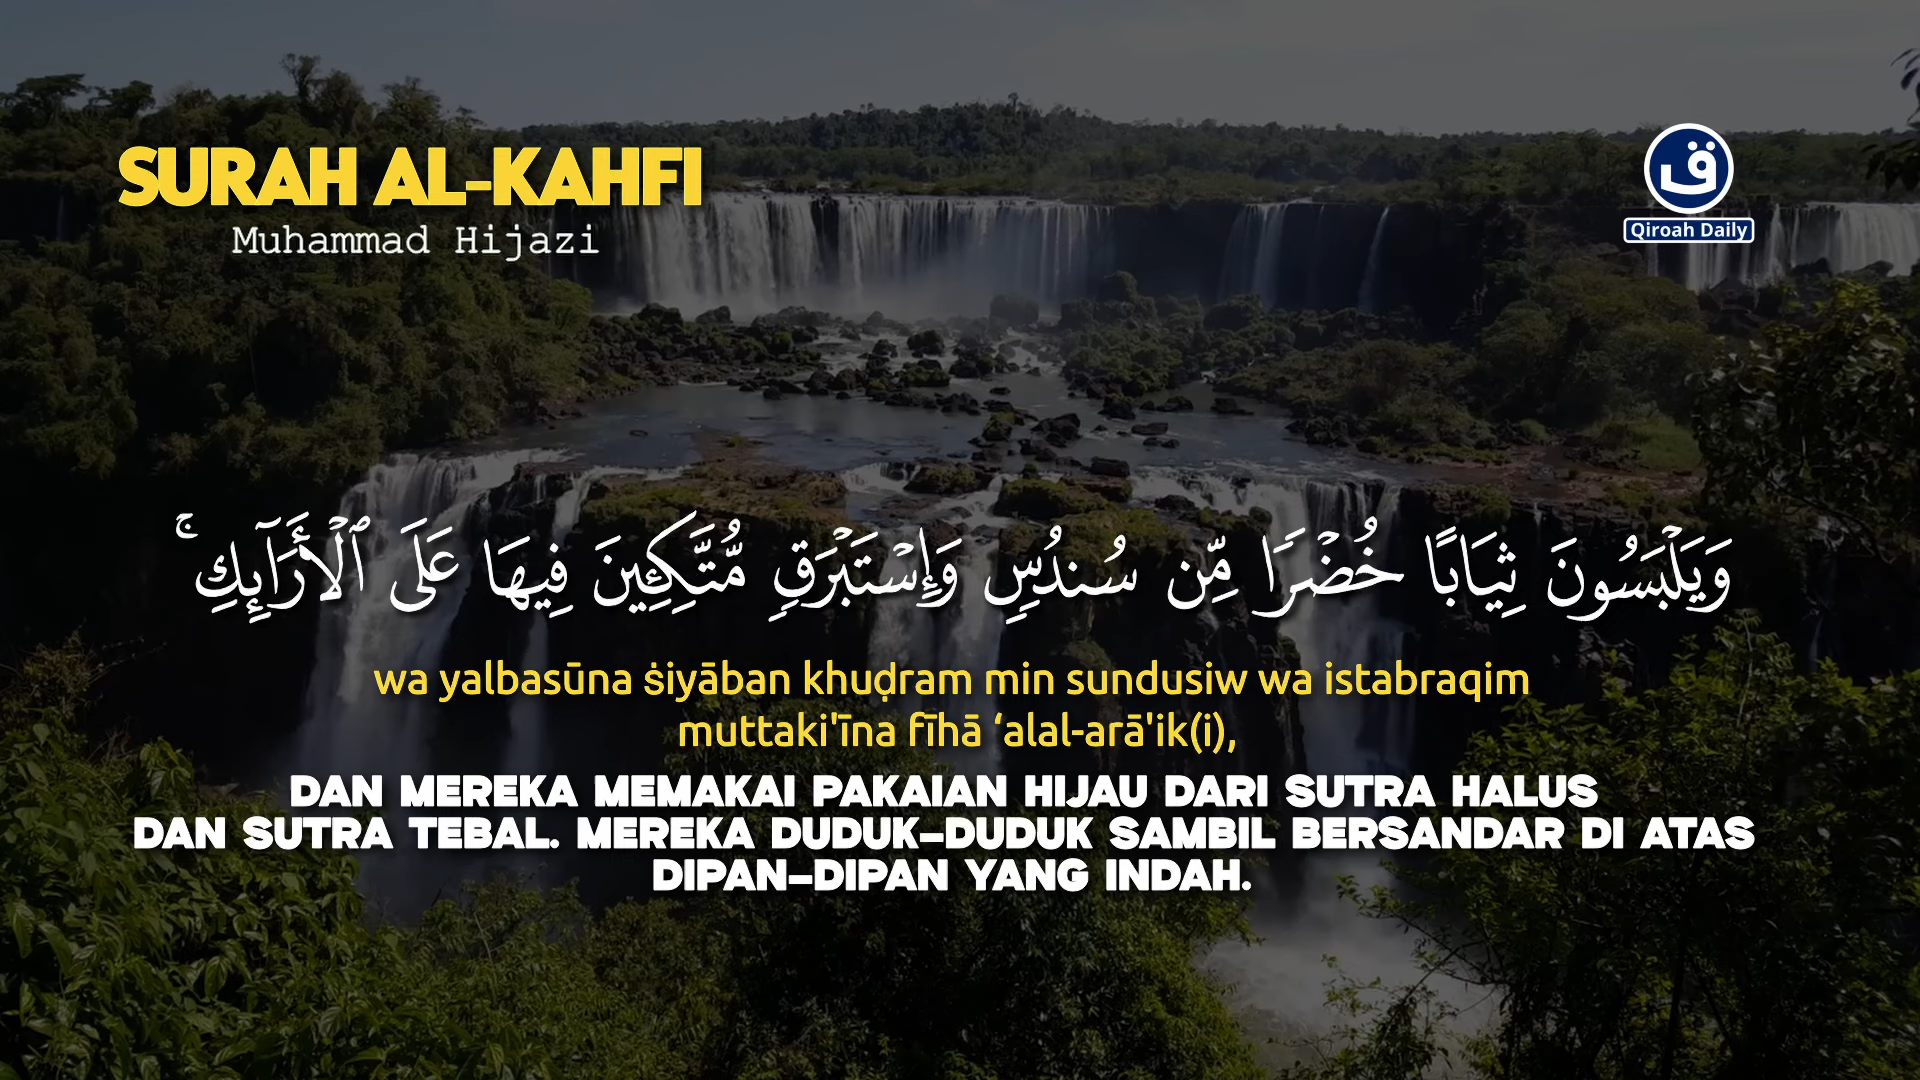 SURAH AL-KAHFI
Muhammad Hijazi
ق
Qiroah Daily
وَيَلْبَسُونَ ثِيَابًا خُضْرًا مِّن سُندُسٍ وَإِسْتَبْرَقٍ مُّتَّكِـِٔينَ فِيهَا عَلَى ٱلْأَرَآئِكِ ۚ
wa yalbasūna ṡiyāban khuḍram min sundusiw wa istabraqim
muttaki'īna fīhā ‘alal-arā'ik(i),
DAN MEREKA MEMAKAI PAKAIAN HIJAU DARI SUTRA HALUS
DAN SUTRA TEBAL. MEREKA DUDUK-DUDUK SAMBIL BERSANDAR DI ATAS
DIPAN-DIPAN YANG INDAH.